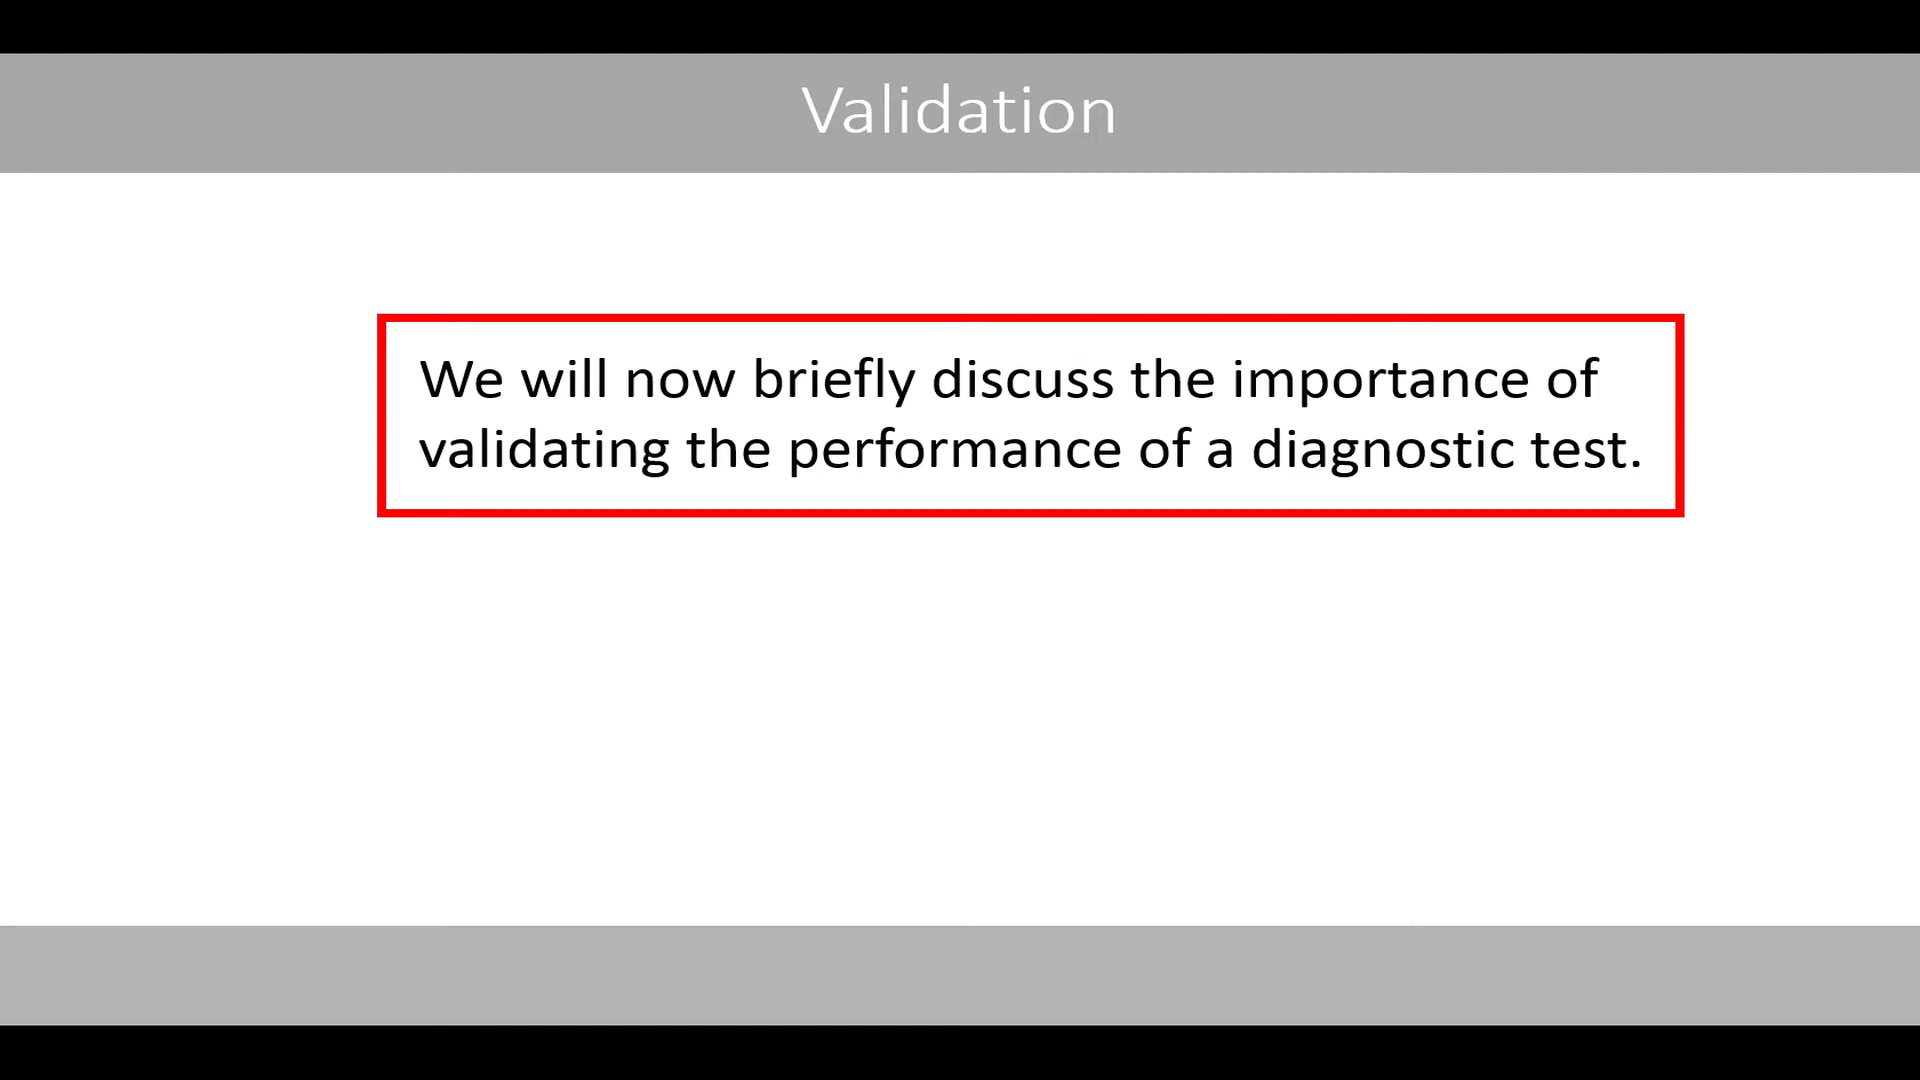 Validation
We will now briefly discuss the importance of
validating the performance of a diagnostic test.